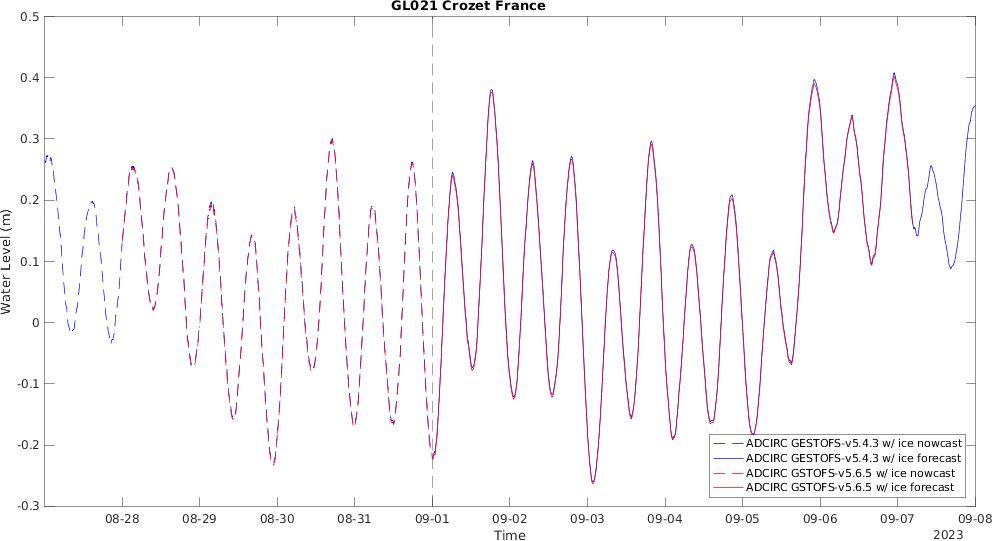 GL021 Crozet France
0.5
0.4
0.3
0.2
0.1
0
-0.1
-0.2
-0.3
Water Level (m)
ADCIRC GESTOFS-v5.4.3 w/ ice nowcast
ADCIRC GESTOFS-v5.4.3 w/ ice forecast
ADCIRC GSTOFS-v5.6.5 w/ ice nowcast
ADCIRC GSTOFS-v5.6.5 w/ ice forecast
08-28 08-29 08-30 08-31 09-01 09-02 09-03 09-04 09-05 09-06 09-07 09-08
Time
2023